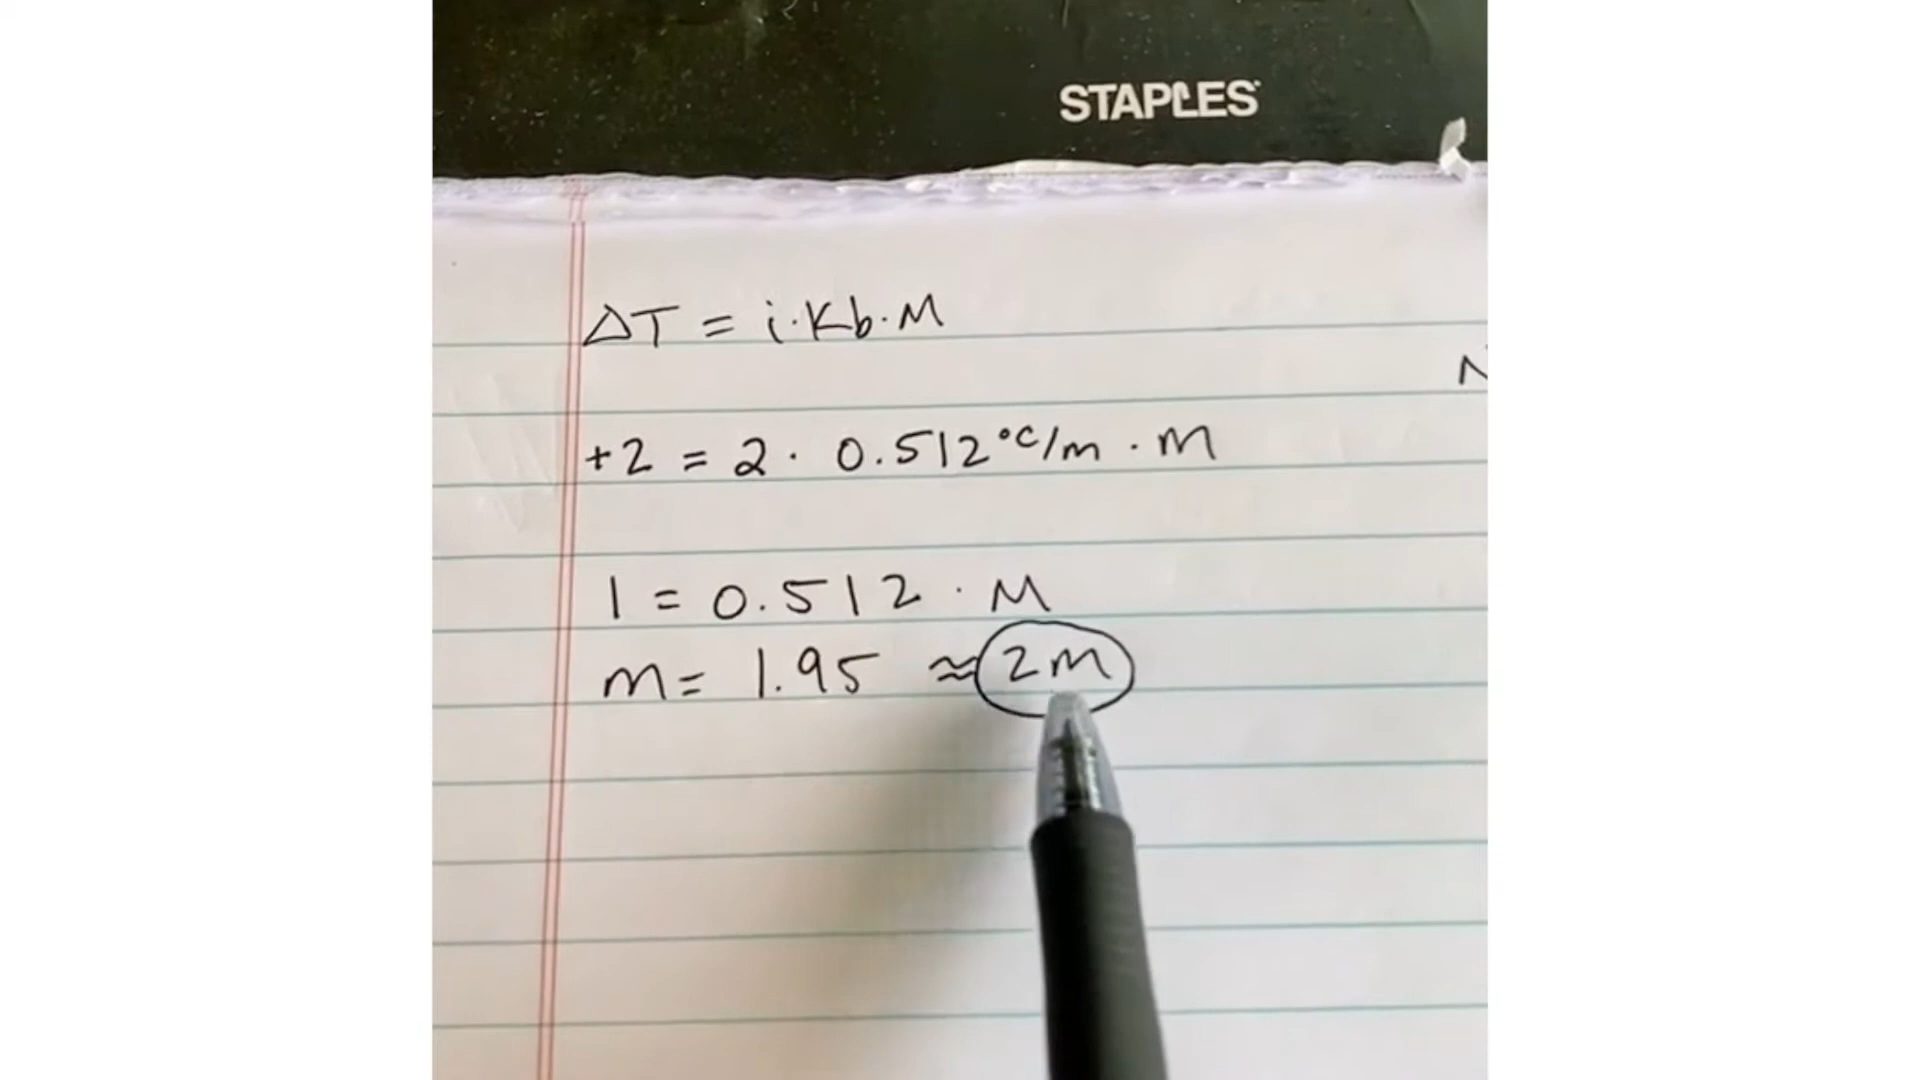 STAPLES
ΔT = i·Kb·M
+2 = 2 · 0.512°C/m · m
1 = 0.512 · M
m = 1.95 ≈ 2m